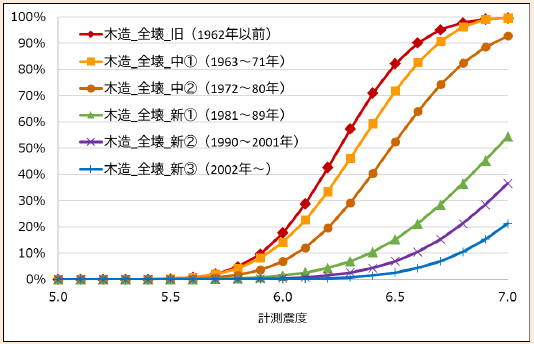 100%
90%
80%
70%
60%
50%
40%
30%
20%
10%
0%
木造_全壊_旧（1962年以前）
木造_全壊_中①（1963～71年）
木造_全壊_中②（1972～80年）
木造_全壊_新①（1981～89年）
木造_全壊_新②（1990～2001年）
木造_全壊_新③（2002年～）
5.0 5.5 6.0 6.5 7.0
計測震度